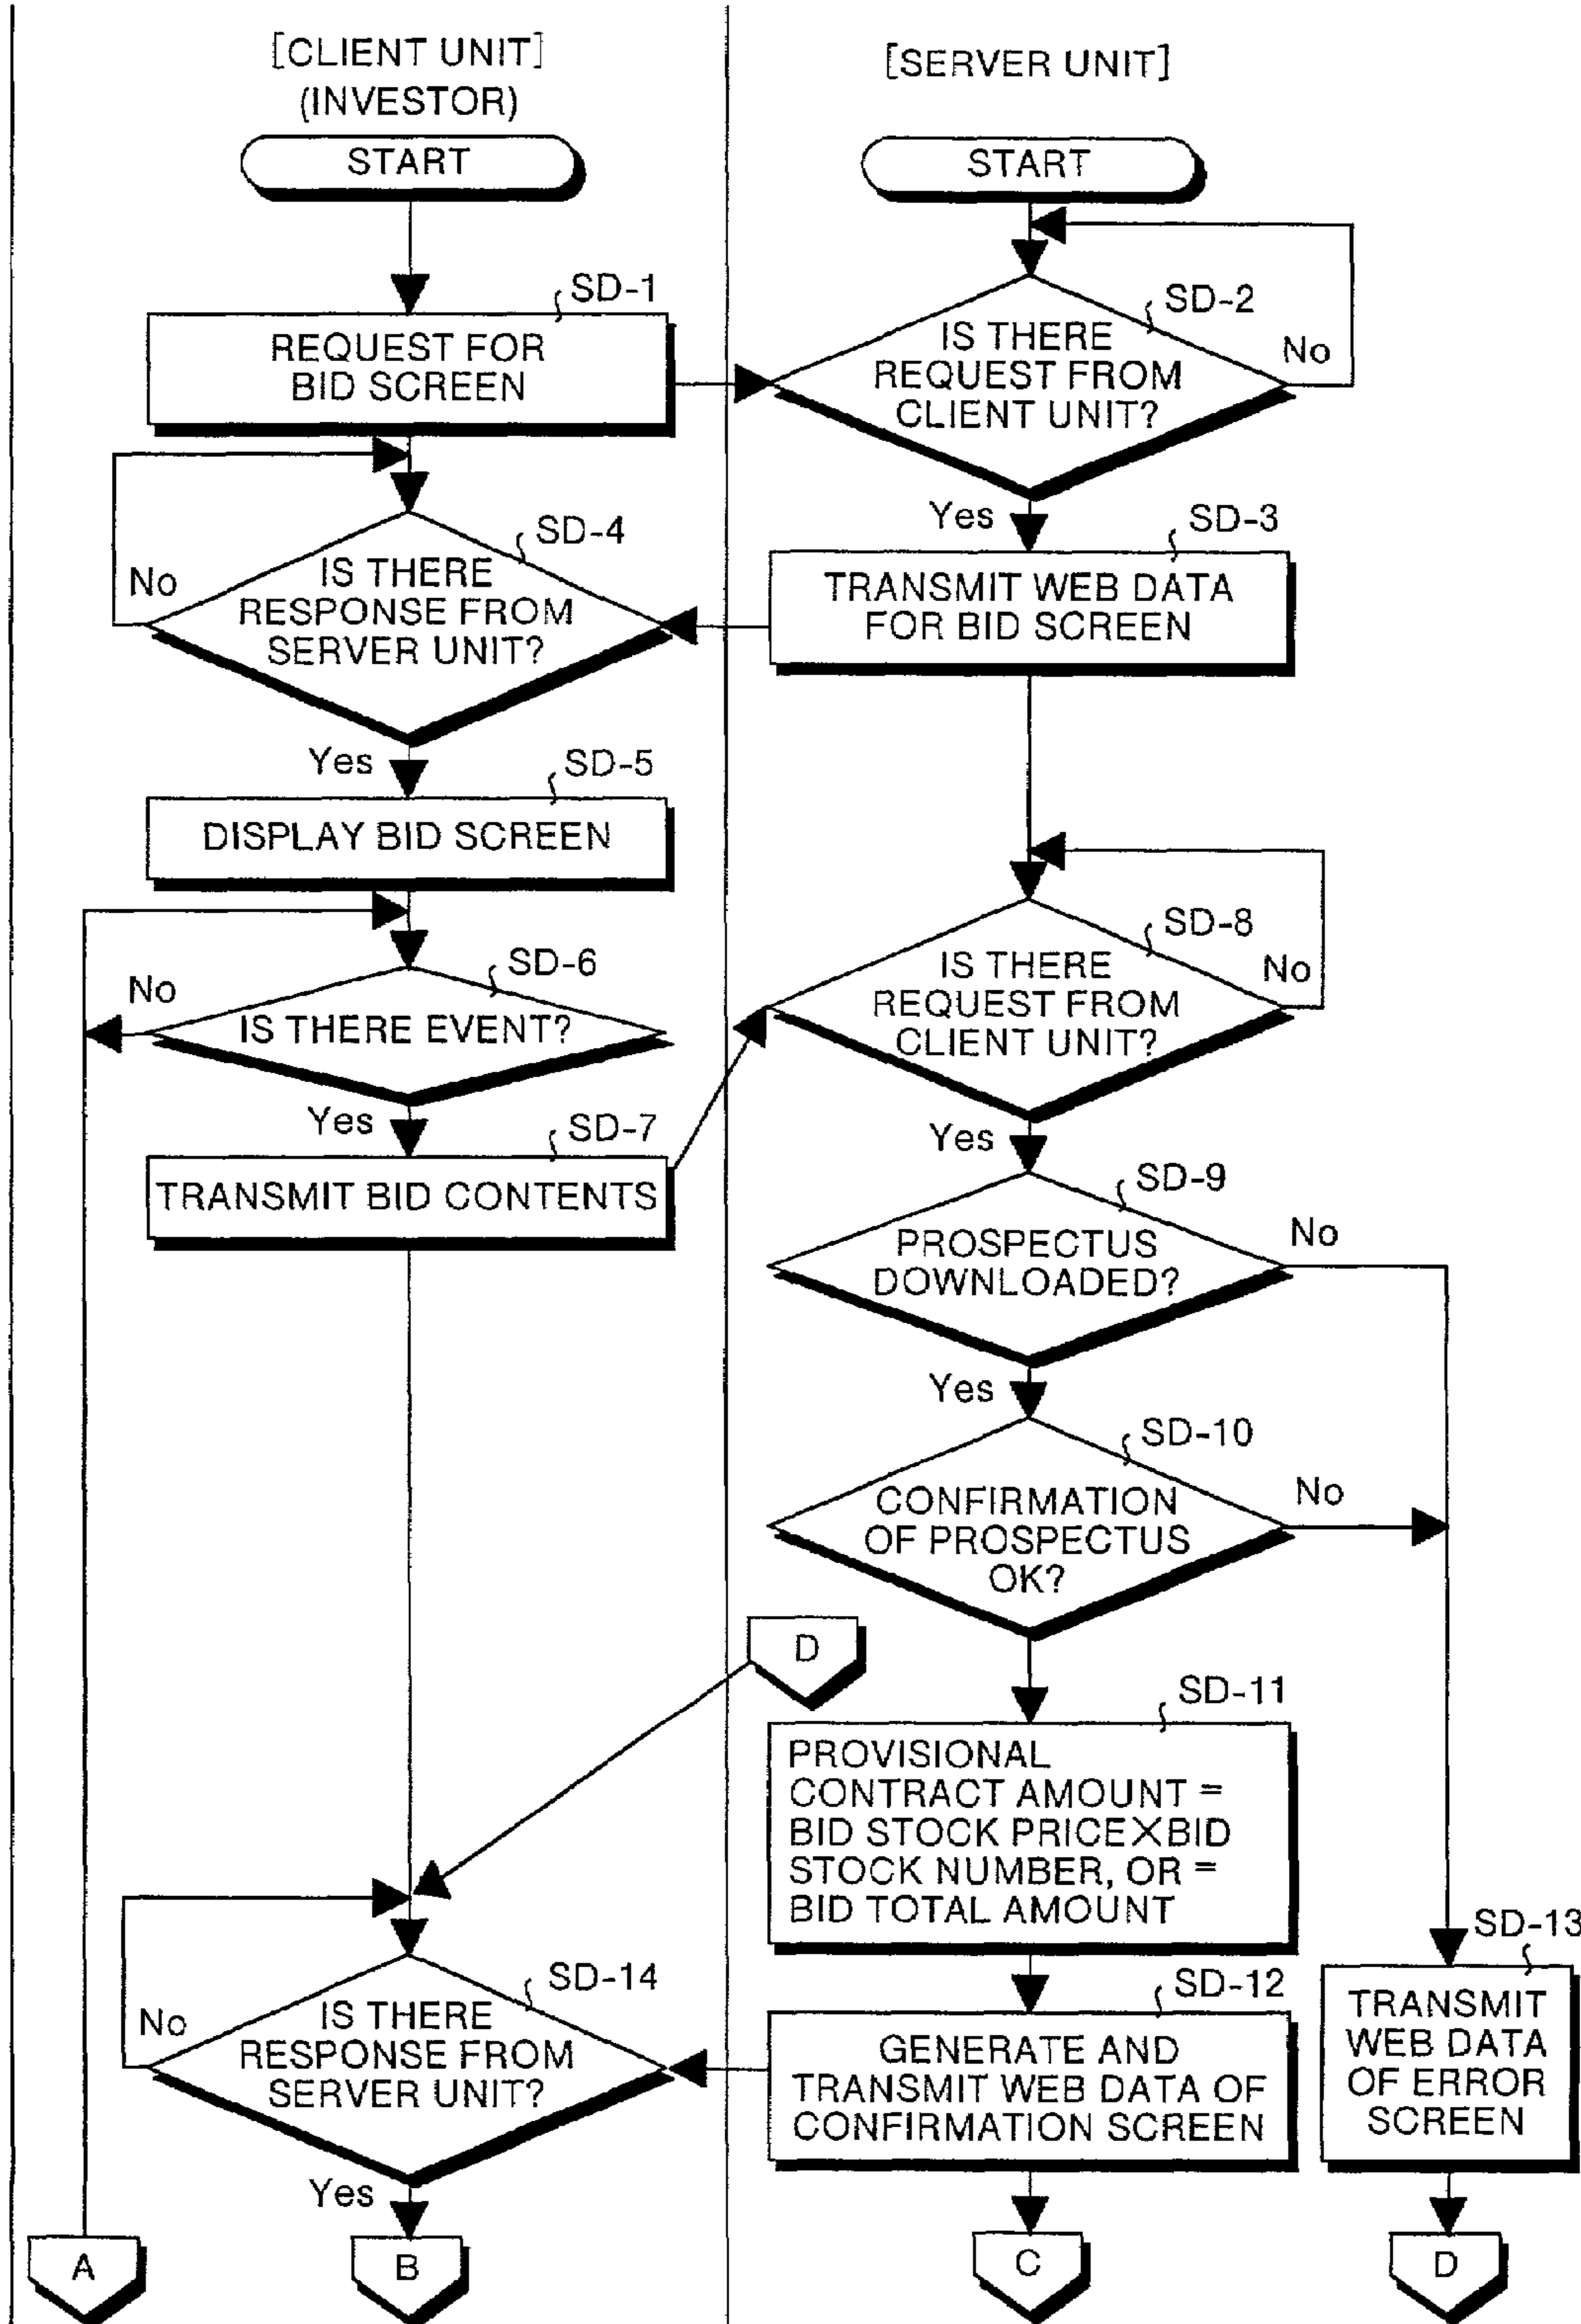 [CLIENT UNIT]
(INVESTOR)
START
SD-1
REQUEST FOR
BID SCREEN
SD-4
IS THERE
RESPONSE FROM
SERVER UNIT?
No
Yes
SD-5
DISPLAY BID SCREEN
SD-6
No
IS THERE EVENT?
Yes
SD-7
TRANSMIT BID CONTENTS
SD-14
IS THERE
RESPONSE FROM
SERVER UNIT?
No
Yes
A
B
[SERVER UNIT]
START
SD-2
IS THERE
REQUEST FROM
CLIENT UNIT?
No
Yes
SD-3
TRANSMIT WEB DATA
FOR BID SCREEN
SD-8
IS THERE
REQUEST FROM
CLIENT UNIT?
No
Yes
SD-9
PROSPECTUS
DOWNLOADED?
No
Yes
SD-10
CONFIRMATION
OF PROSPECTUS
OK?
No
D
SD-11
PROVISIONAL
CONTRACT AMOUNT =
BID STOCK PRICE×BID
STOCK NUMBER, OR =
BID TOTAL AMOUNT
SD-12
GENERATE AND
TRANSMIT WEB DATA OF
CONFIRMATION SCREEN
SD-13
TRANSMIT
WEB DATA
OF ERROR
SCREEN
C
D